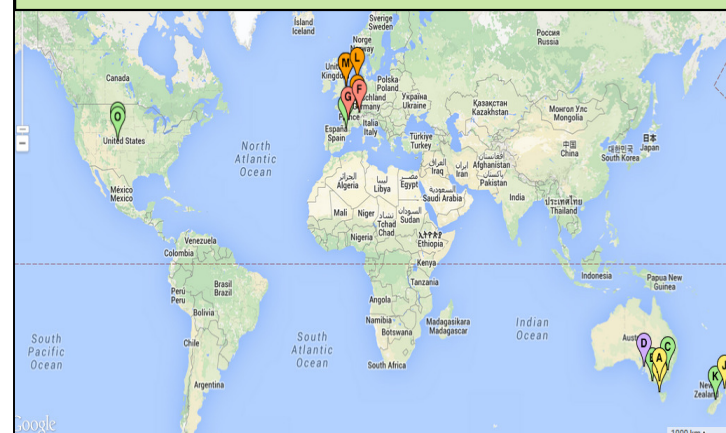 Ísland
Iceland
Sverige
Sweden
Norge
Norway
Россия
Russia
M
L
Canada
United
Kingdom
G
F
Polska
Poland
Deutschland
Germany
Україна
Ukraine
Қазақстан
Kazakhstan
Монгол Улс
Mongolia
O
United States
France
España
Spain
Italia
Italy
Türkiye
Turkey
中国
China
대한민국
South Korea
日本
Japan
North
Atlantic
Ocean
México
Mexico
الجزائر
Algeria
ليبيا
Libya
مصر
Egypt
العراق
Iraq
ایران
Iran
افغانستان
Afghanistan
پاکستان
Pakistan
السعودية
Saudi Arabia
India
ประเทศไทย
Thailand
Mali
Niger
تشاد
Tchad
Chad
السودان
Sudan
Nigeria
ኢትዮጵያ
Ethiopia
Venezuela
Colombia
Kenya
Indonesia
Papua New
Guinea
Perú
Peru
Brasil
Brazil
Tanzania
Bolivia
Angola
Namibia
Botswana
Madagasikara
Madagascar
Indian
Ocean
Chile
South
Pacific
Ocean
South
Atlantic
Ocean
South Africa
Argentina
Aust
D
A
C
K
J
New
Zealand
Google
1000 km